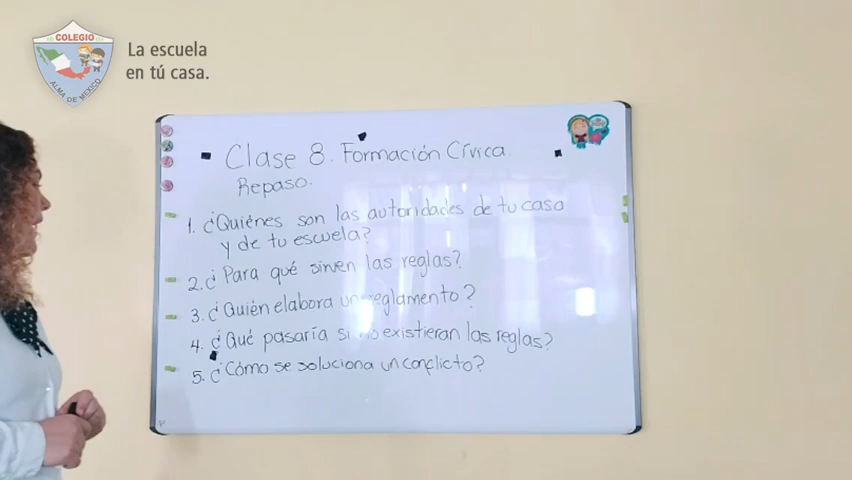 COLEGIO
ALMA DE MEXICO
La escuela
en tú casa.
Clase 8. Formación Cívica.
Repaso.
1. ¿Quiénes son las autoridades de tu casa
y de tu escuela?
2. ¿Para qué sirven las reglas?
3. ¿Quién elabora un reglamento?
4. ¿Qué pasaría si no existieran las reglas?
5. ¿Cómo se soluciona un conflicto?